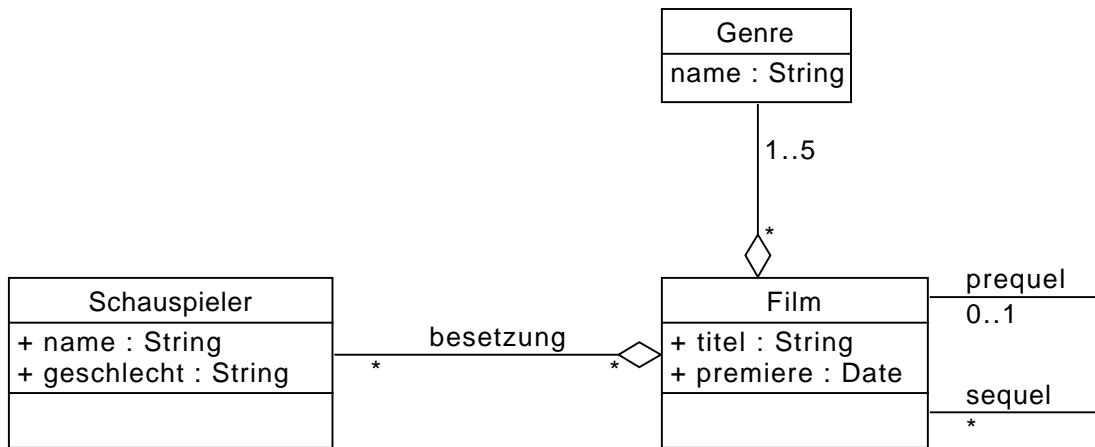 Genre
name : String
1..5
*
Schauspieler
+ name : String
+ geschlecht : String
besetzung
*
*
Film
+ titel : String
+ premiere : Date
prequel
0..1
sequel
*